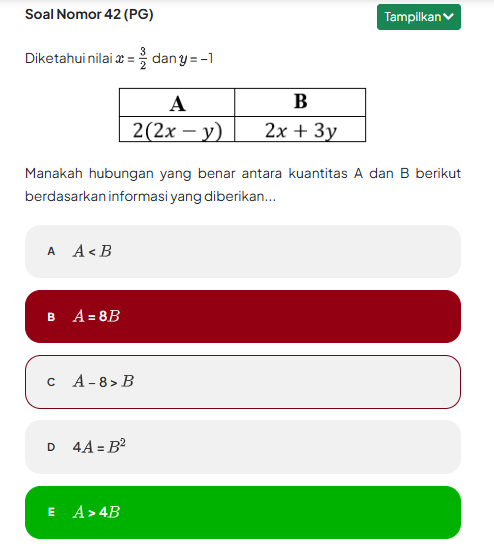 Soal Nomor 42 (PG)
Tampilkan
Diketahui nilai x = 3/2 dan y = -1
A B
2(2x − y) 2x + 3y
Manakah hubungan yang benar antara kuantitas A dan B berikut
berdasarkan informasi yang diberikan...
A A < B
B A = 8B
C A - 8 > B
D 4A = B²
E A > 4B